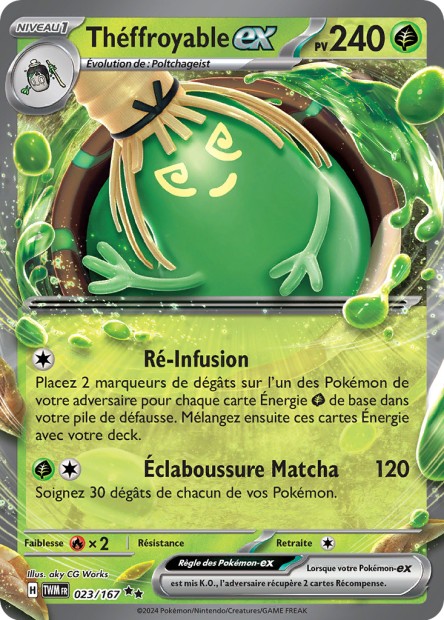 NIVEAU 1
Théffroyable ex PV 240
Évolution de : Poltchageist
Ré-Infusion
Placez 2 marqueurs de dégâts sur l'un des Pokémon de
votre adversaire pour chaque carte Énergie de base dans
votre pile de défausse. Mélangez ensuite ces cartes Énergie
avec votre deck.
Éclaboussure Matcha 120
Soignez 30 dégâts de chacun de vos Pokémon.
Faiblesse ×2 Résistance Retraite
Règle des Pokémon-ex Lorsque votre Pokémon-ex
est mis K.O., l'adversaire récupère 2 cartes Récompense.
Illus. aky CG Works
H TWM FR 023/167
©2024 Pokémon/Nintendo/Creatures/GAME FREAK